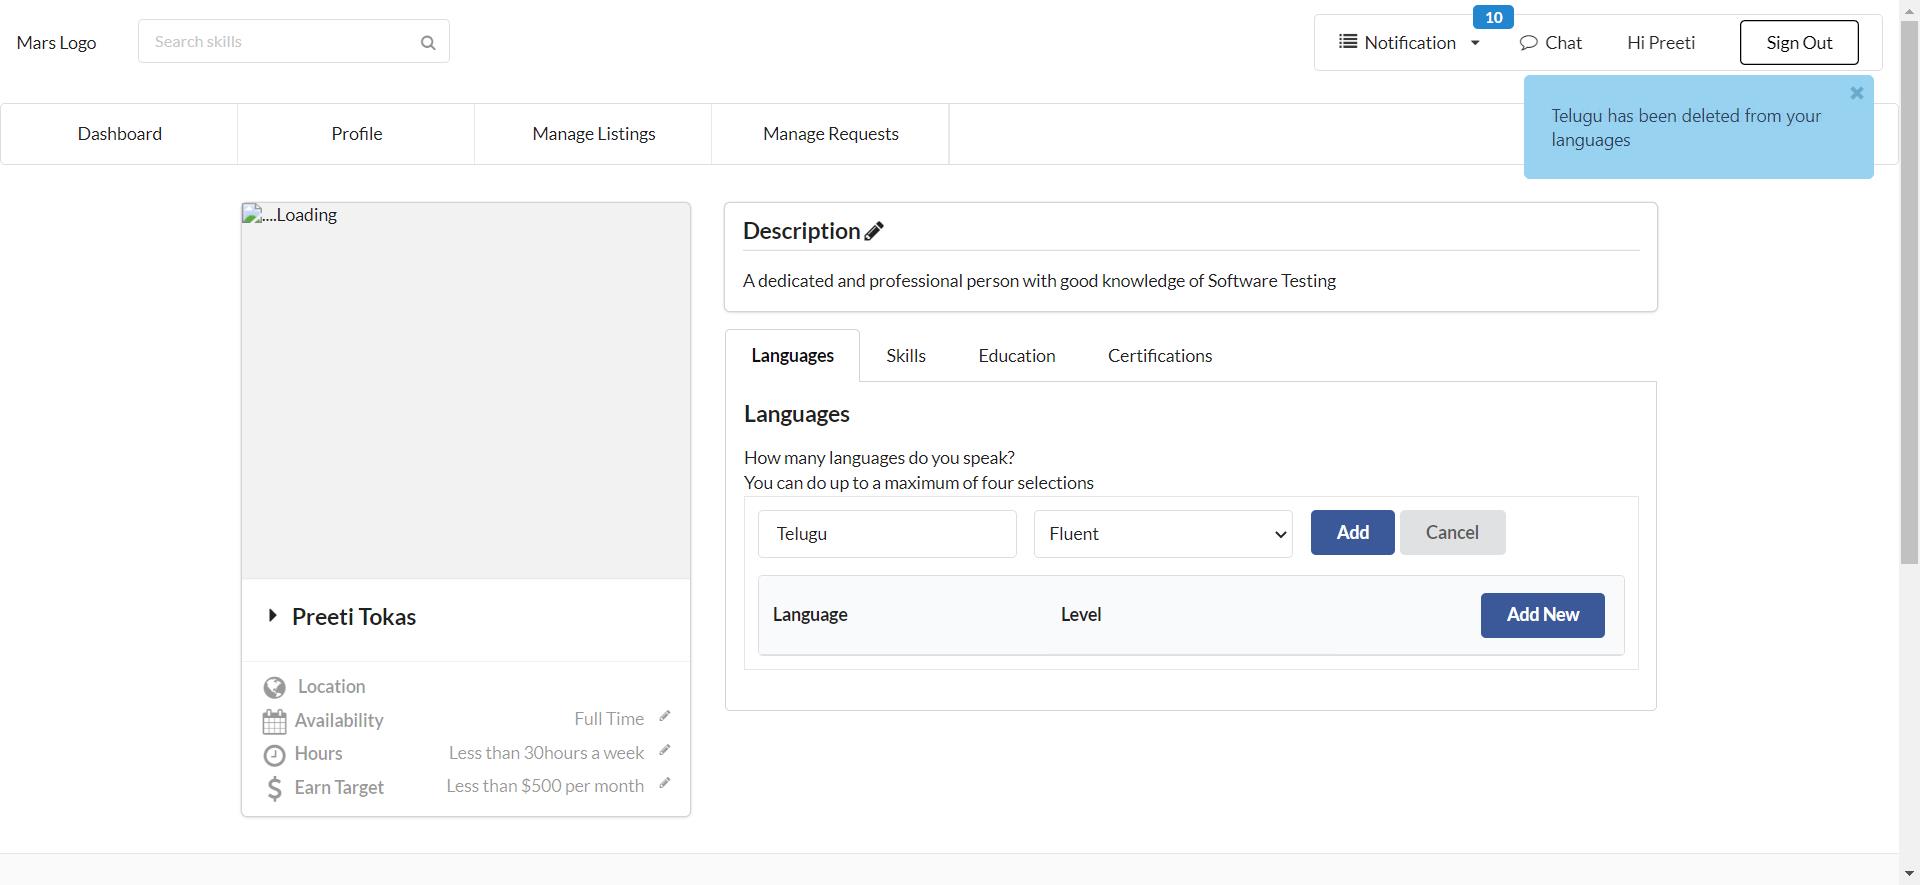 Mars Logo
Search skills
Notification
10
Chat
Hi Preeti
Sign Out
Telugu has been deleted from your
languages
Dashboard
Profile
Manage Listings
Manage Requests
....Loading
Preeti Tokas
Location
Availability
Full Time
Hours
Less than 30hours a week
Earn Target
Less than $500 per month
Description
A dedicated and professional person with good knowledge of Software Testing
Languages
Skills
Education
Certifications
Languages
How many languages do you speak?
You can do up to a maximum of four selections
Telugu
Fluent
Add
Cancel
Language
Level
Add New